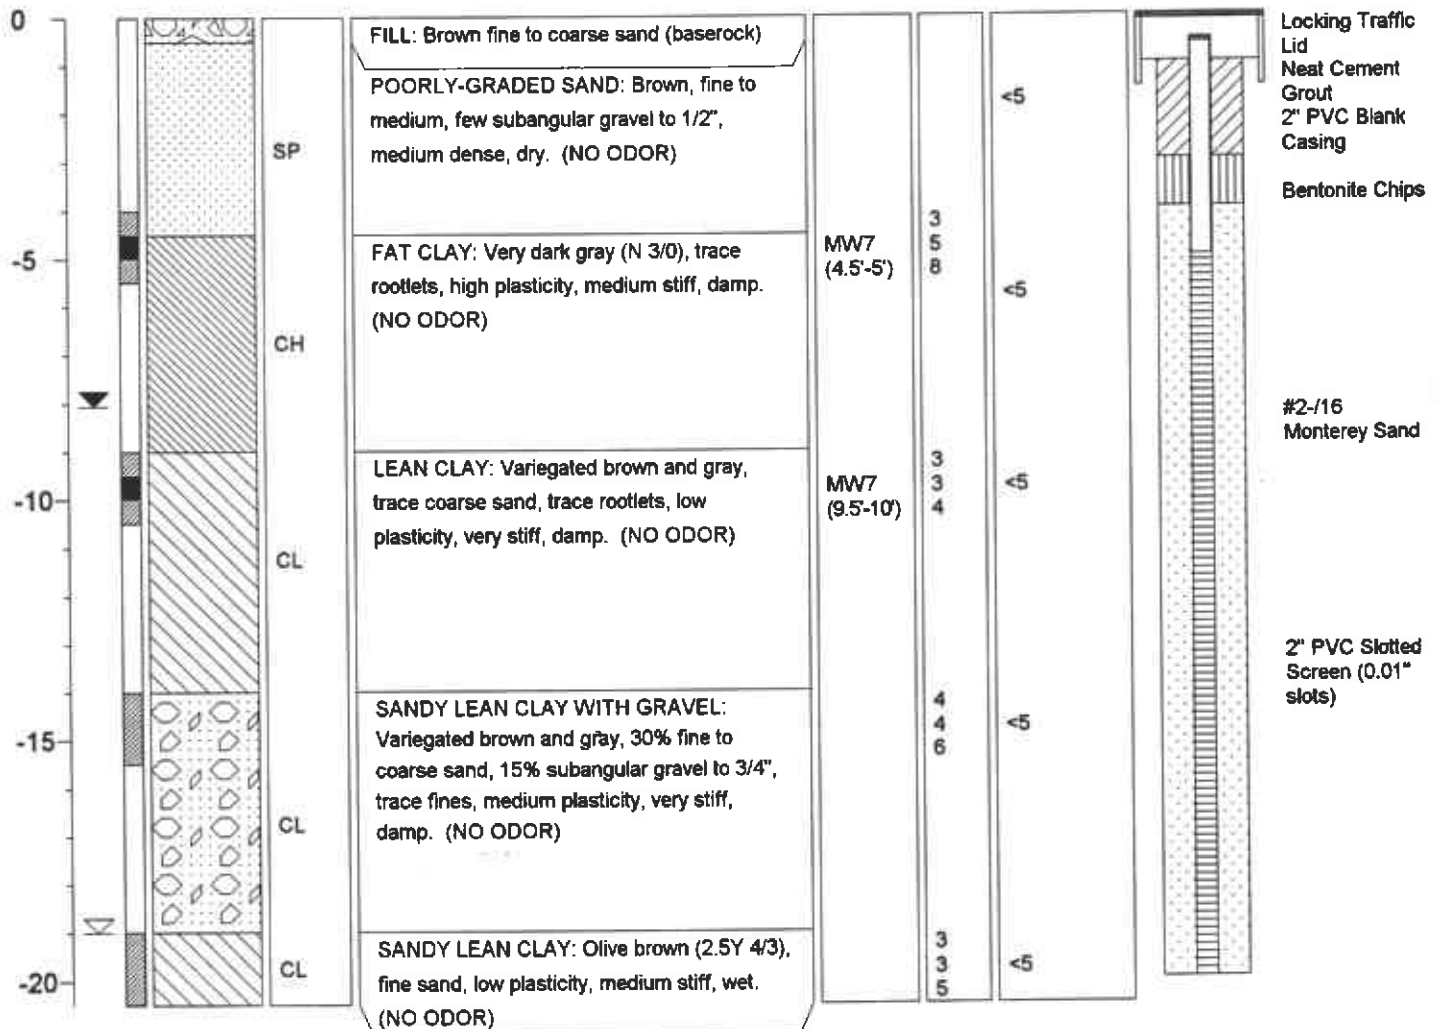 0
FILL: Brown fine to coarse sand (baserock)
Locking Traffic
Lid
Neat Cement
Grout
2" PVC Blank
Casing
Bentonite Chips
POORLY-GRADED SAND: Brown, fine to
medium, few subangular gravel to 1/2",
medium dense, dry. (NO ODOR)
SP
<5
-5
FAT CLAY: Very dark gray (N 3/0), trace
rootlets, high plasticity, medium stiff, damp.
(NO ODOR)
CH
MW7
(4.5'-5')
3
5
8
<5
#2-/16
Monterey Sand
-10
LEAN CLAY: Variegated brown and gray,
trace coarse sand, trace rootlets, low
plasticity, very stiff, damp. (NO ODOR)
CL
MW7
(9.5'-10')
3
3
4
<5
2" PVC Slotted
Screen (0.01"
slots)
-15
SANDY LEAN CLAY WITH GRAVEL:
Variegated brown and gray, 30% fine to
coarse sand, 15% subangular gravel to 3/4",
trace fines, medium plasticity, very stiff,
damp. (NO ODOR)
CL
4
4
6
<5
-20
SANDY LEAN CLAY: Olive brown (2.5Y 4/3),
fine sand, low plasticity, medium stiff, wet.
(NO ODOR)
CL
3
3
5
<5